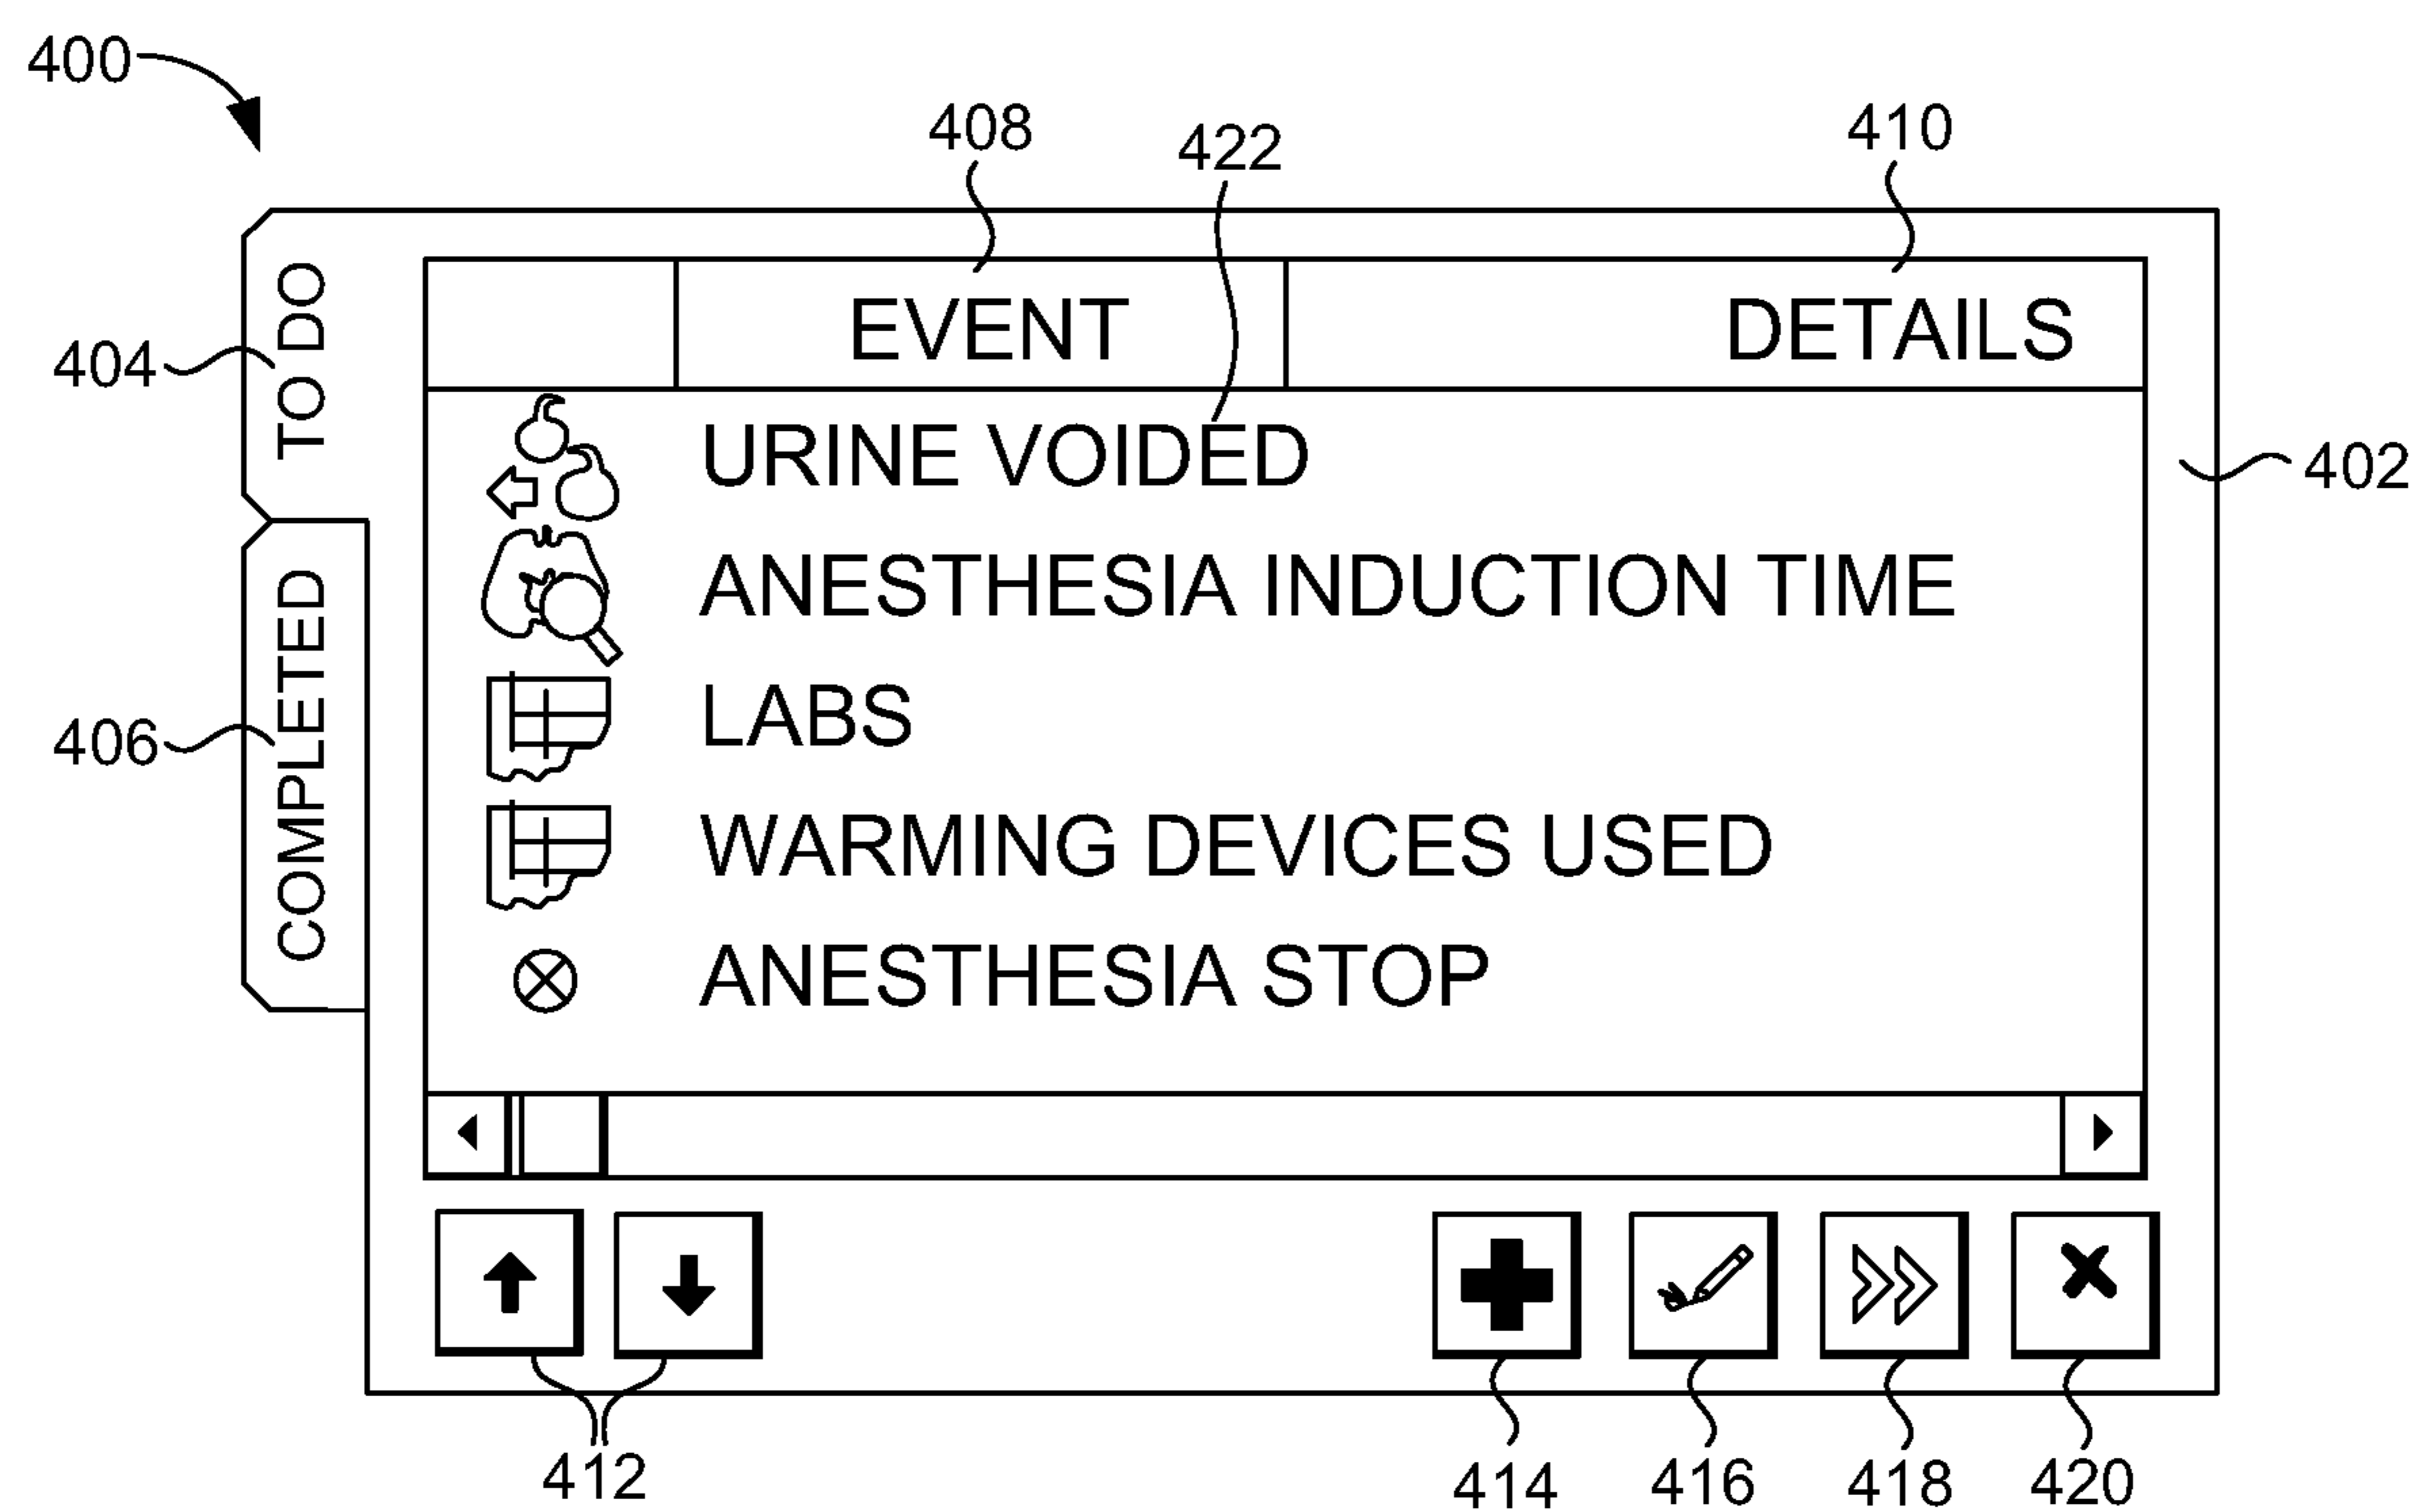 400
408
422
410
EVENT
DETAILS
TO DO
404
URINE VOIDED
402
ANESTHESIA INDUCTION TIME
COMPLETED
406
LABS
WARMING DEVICES USED
ANESTHESIA STOP
412
414
416
418
420